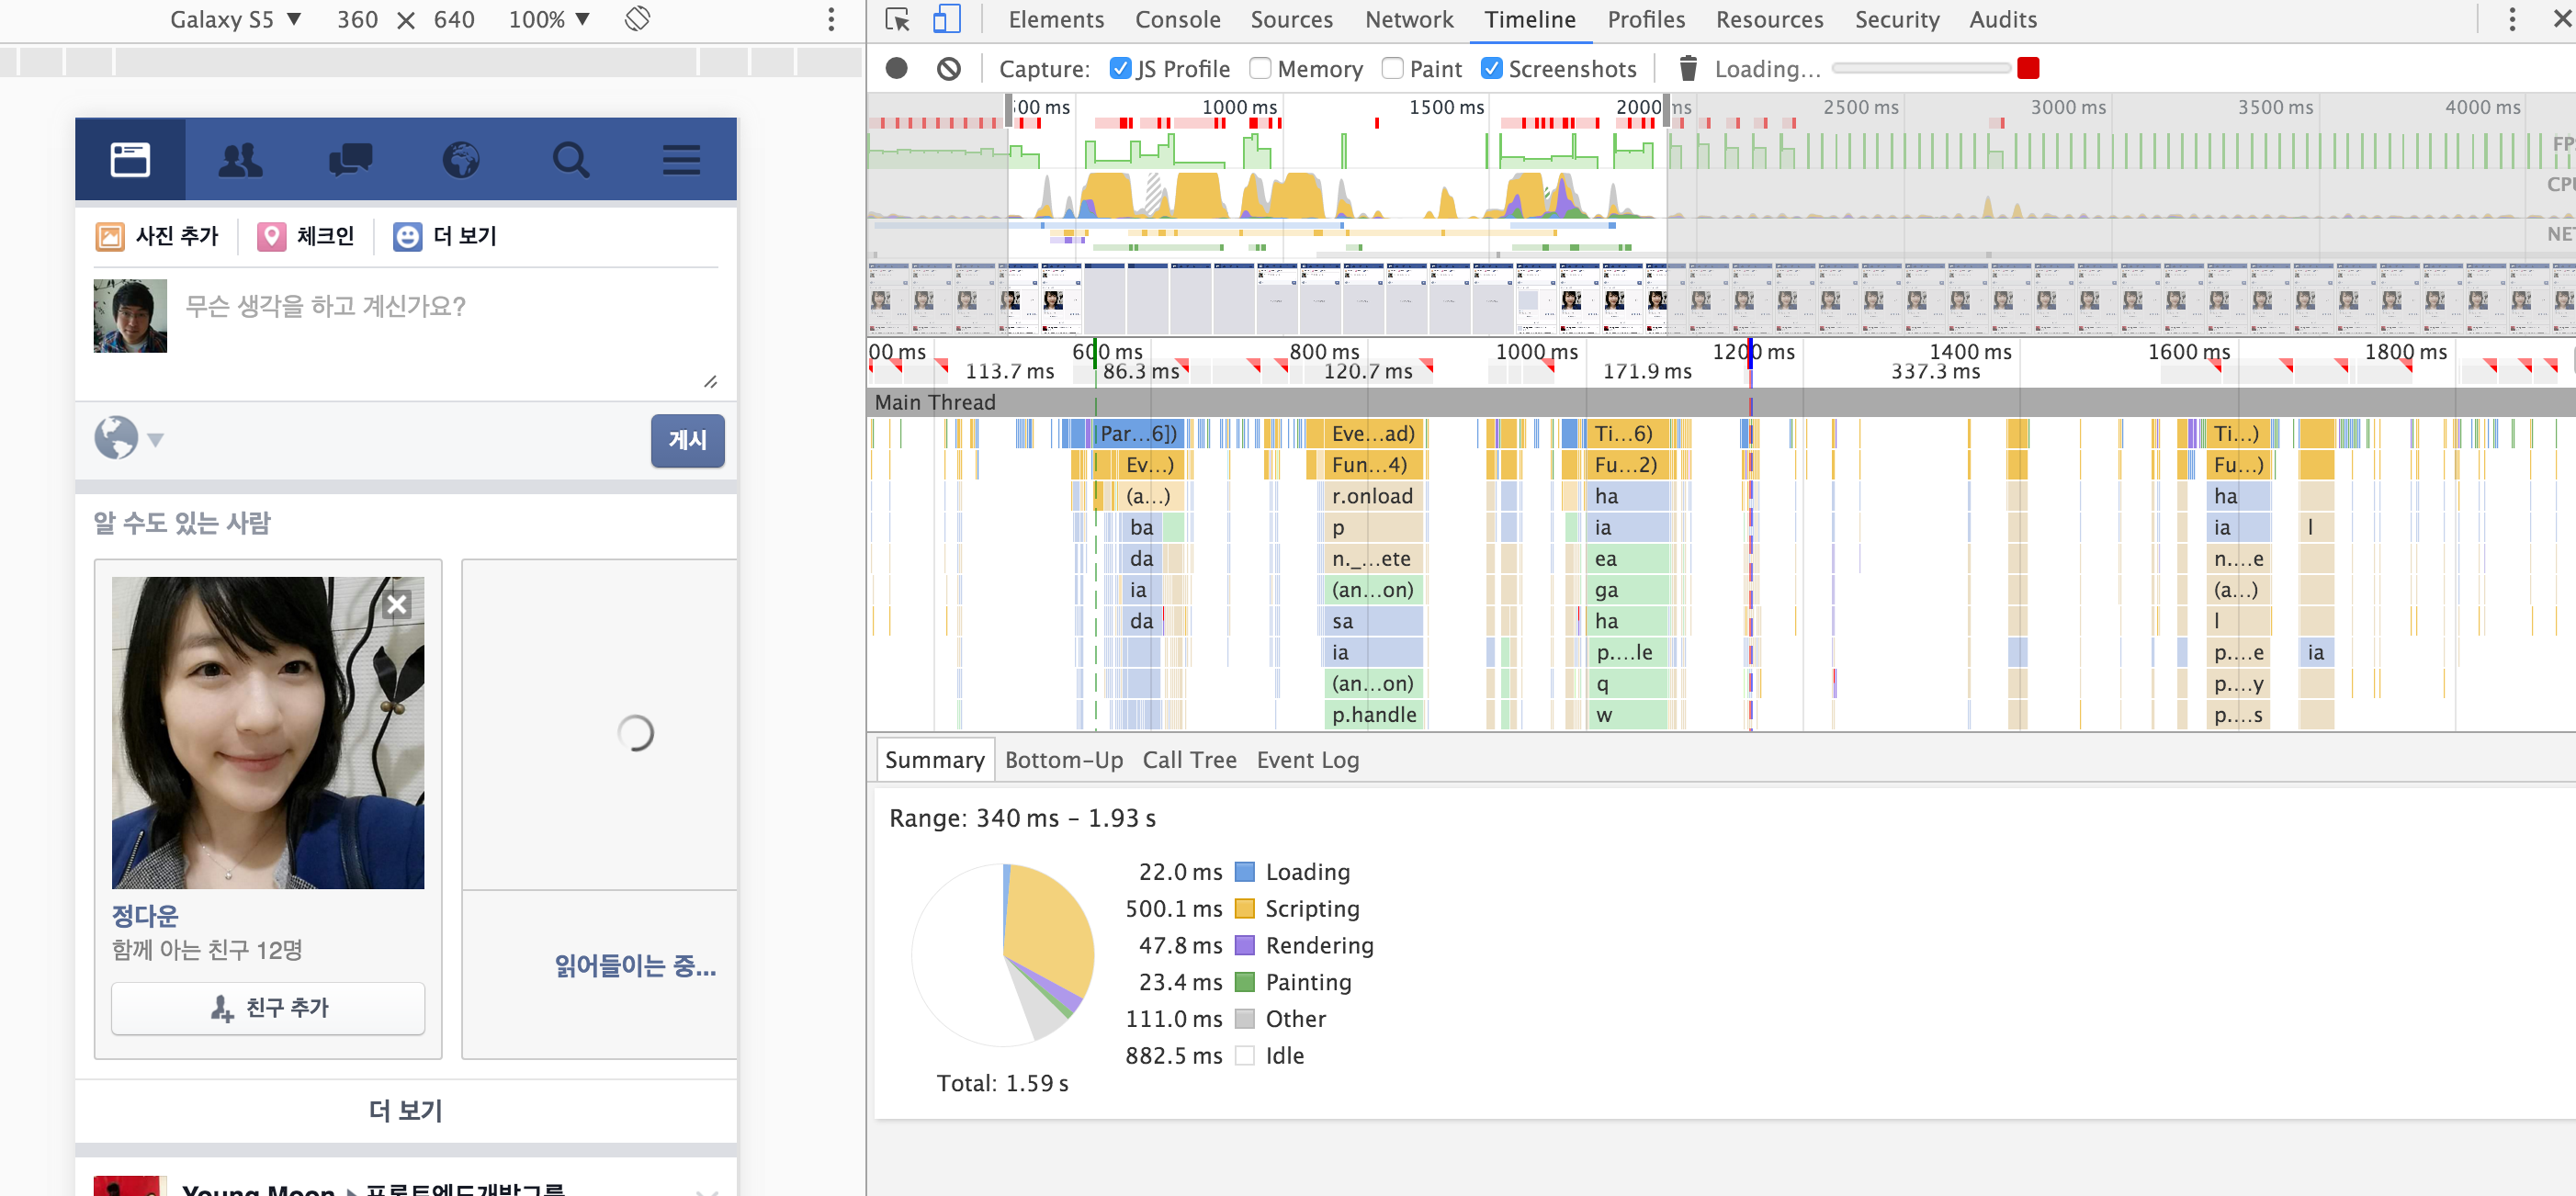 Galaxy S5 ▼ 360 × 640 100% ▼
사진 추가 체크인 더 보기
무슨 생각을 하고 계신가요?
게시
알 수도 있는 사람
정다운
함께 아는 친구 12명
친구 추가
읽어들이는 중...
더 보기
Young Moon ▶ 프론트엔드개발그룹
Elements Console Sources Network Timeline Profiles Resources Security Audits
Capture: JS Profile Memory Paint Screenshots Loading…
500 ms 1000 ms 1500 ms 2000 ms 2500 ms 3000 ms 3500 ms 4000 ms
FP
CPU
NET
00 ms 600 ms 800 ms 1000 ms 1200 ms 1400 ms 1600 ms 1800 ms
113.7 ms 86.3 ms 120.7 ms 171.9 ms 337.3 ms
Main Thread
Par…6]) Eve…ad) Ti…6) Ti…)
Ev…) Fun…4) Fu…2) Fu…)
(a…) r.onload ha ha
ba p ia ia l
da n._…ete ea n.…e
ia (an…on) ga (a…)
da sa ha l
ia p.…le p.…e ia
(an…on) q p.…y
p.handle w p.…s
Summary Bottom-Up Call Tree Event Log
Range: 340 ms – 1.93 s
22.0 ms Loading
500.1 ms Scripting
47.8 ms Rendering
23.4 ms Painting
111.0 ms Other
882.5 ms Idle
Total: 1.59 s